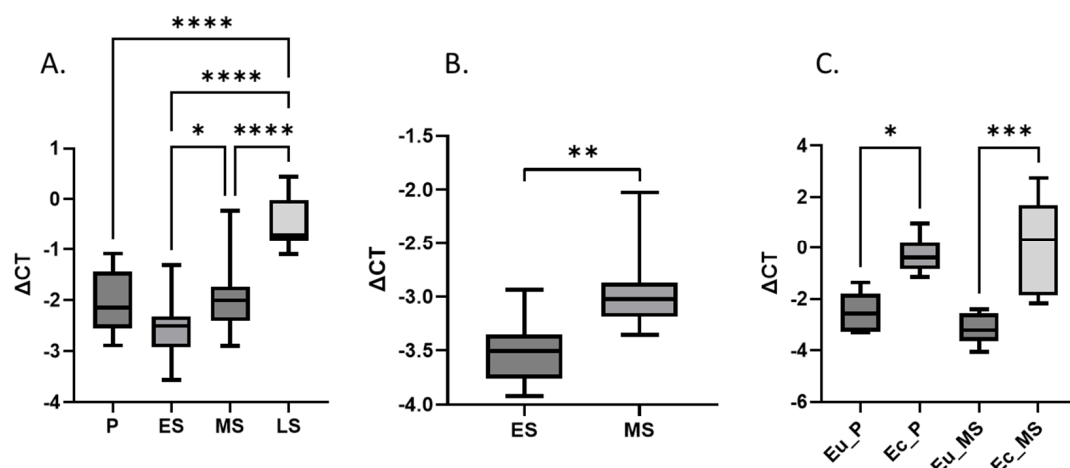 A.
ΔCT
1
0
-1
-2
-3
-4
P ES MS LS
****
****
* ****
B.
ΔCT
-1.5
-2.0
-2.5
-3.0
-3.5
-4.0
ES MS
**
C.
ΔCT
4
2
0
-2
-4
-6
Eu_P Ec_P Eu_MS Ec_MS
* ***